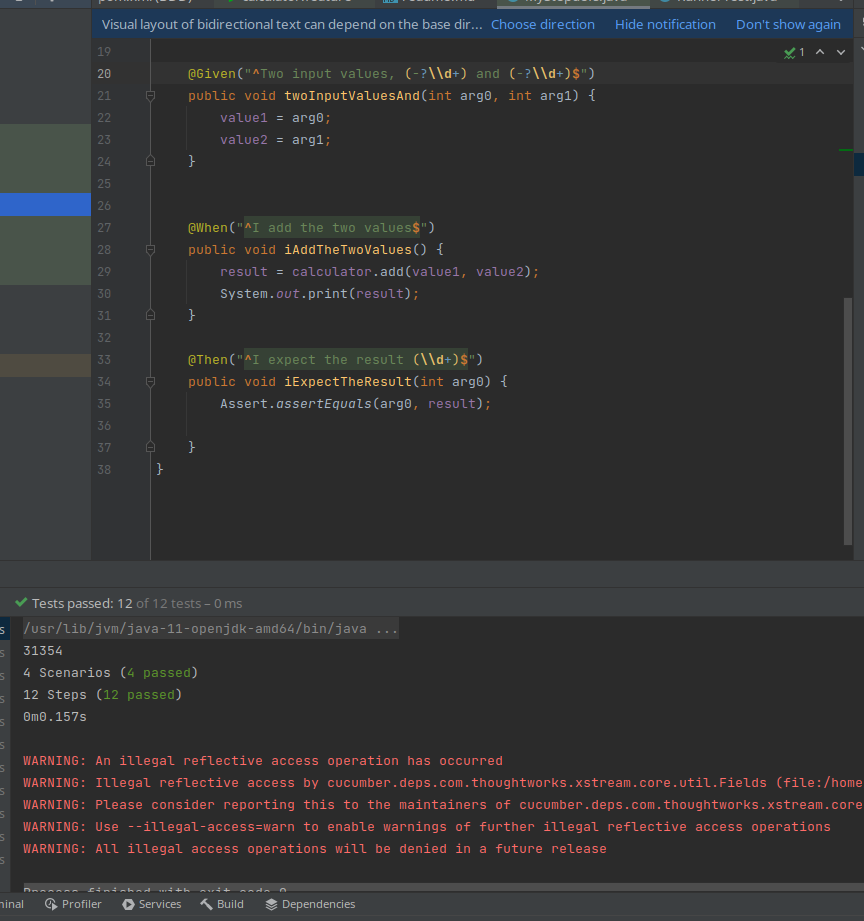 Visual layout of bidirectional text can depend on the base dir... Choose direction Hide notification Don't show again
19
1
20 @Given("^Two input values, (-?\\d+) and (-?\\d+)$")
21 public void twoInputValuesAnd(int arg0, int arg1) {
22 value1 = arg0;
23 value2 = arg1;
24 }
25
26
27 @When("^I add the two values$")
28 public void iAddTheTwoValues() {
29 result = calculator.add(value1, value2);
30 System.out.print(result);
31 }
32
33 @Then("^I expect the result (\\d+)$")
34 public void iExpectTheResult(int arg0) {
35 Assert.assertEquals(arg0, result);
36
37 }
38 }
Tests passed: 12 of 12 tests – 0 ms
/usr/lib/jvm/java-11-openjdk-amd64/bin/java ...
31354
4 Scenarios (4 passed)
12 Steps (12 passed)
0m0.157s
WARNING: An illegal reflective access operation has occurred
WARNING: Illegal reflective access by cucumber.deps.com.thoughtworks.xstream.core.util.Fields (file:/home
WARNING: Please consider reporting this to the maintainers of cucumber.deps.com.thoughtworks.xstream.core
WARNING: Use --illegal-access=warn to enable warnings of further illegal reflective access operations
WARNING: All illegal access operations will be denied in a future release
Process finished with exit code 0
minal Profiler Services Build Dependencies